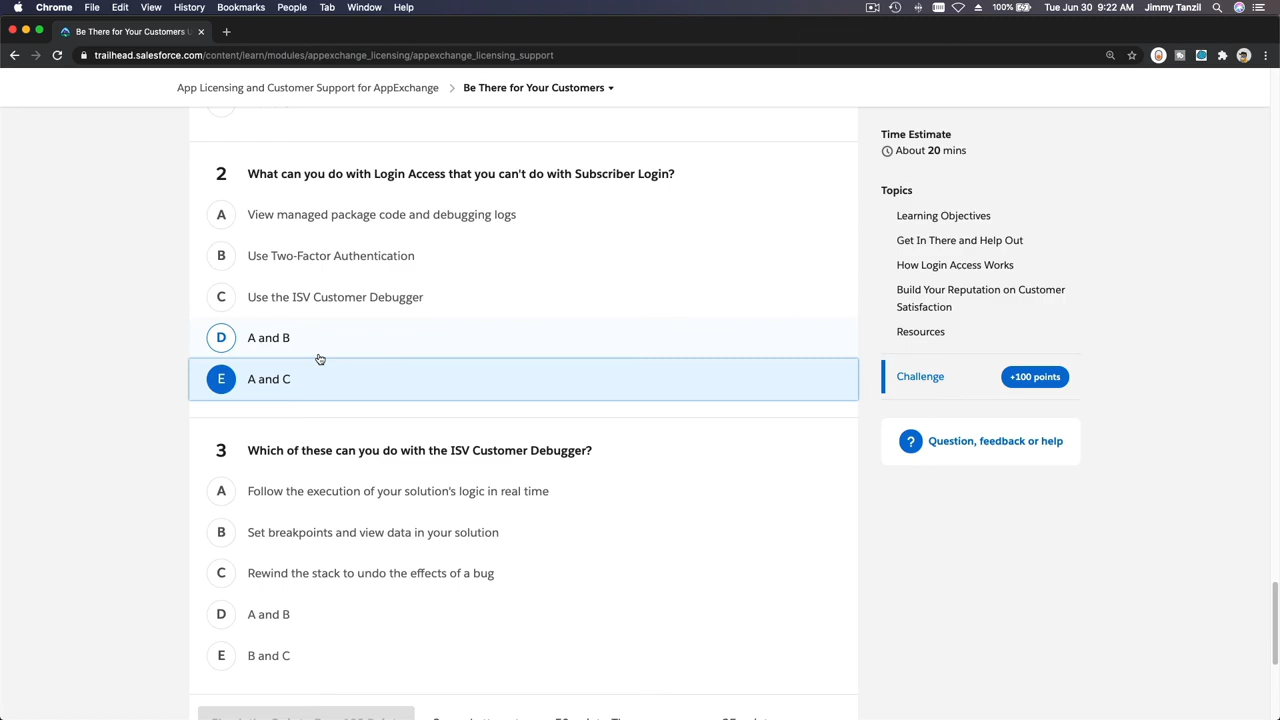 Chrome File Edit View History Bookmarks People Tab Window Help 100% Tue Jun 30 9:22 AM Jimmy Tanzil
Be There for Your Customers
trailhead.salesforce.com/content/learn/modules/appexchange_licensing/appexchange_licensing_support
App Licensing and Customer Support for AppExchange Be There for Your Customers
2 What can you do with Login Access that you can't do with Subscriber Login?
A View managed package code and debugging logs
B Use Two-Factor Authentication
C Use the ISV Customer Debugger
D A and B
E A and C
3 Which of these can you do with the ISV Customer Debugger?
A Follow the execution of your solution's logic in real time
B Set breakpoints and view data in your solution
C Rewind the stack to undo the effects of a bug
D A and B
E B and C
Time Estimate
About 20 mins
Topics
Learning Objectives
Get In There and Help Out
How Login Access Works
Build Your Reputation on Customer
Satisfaction
Resources
Challenge +100 points
? Question, feedback or help